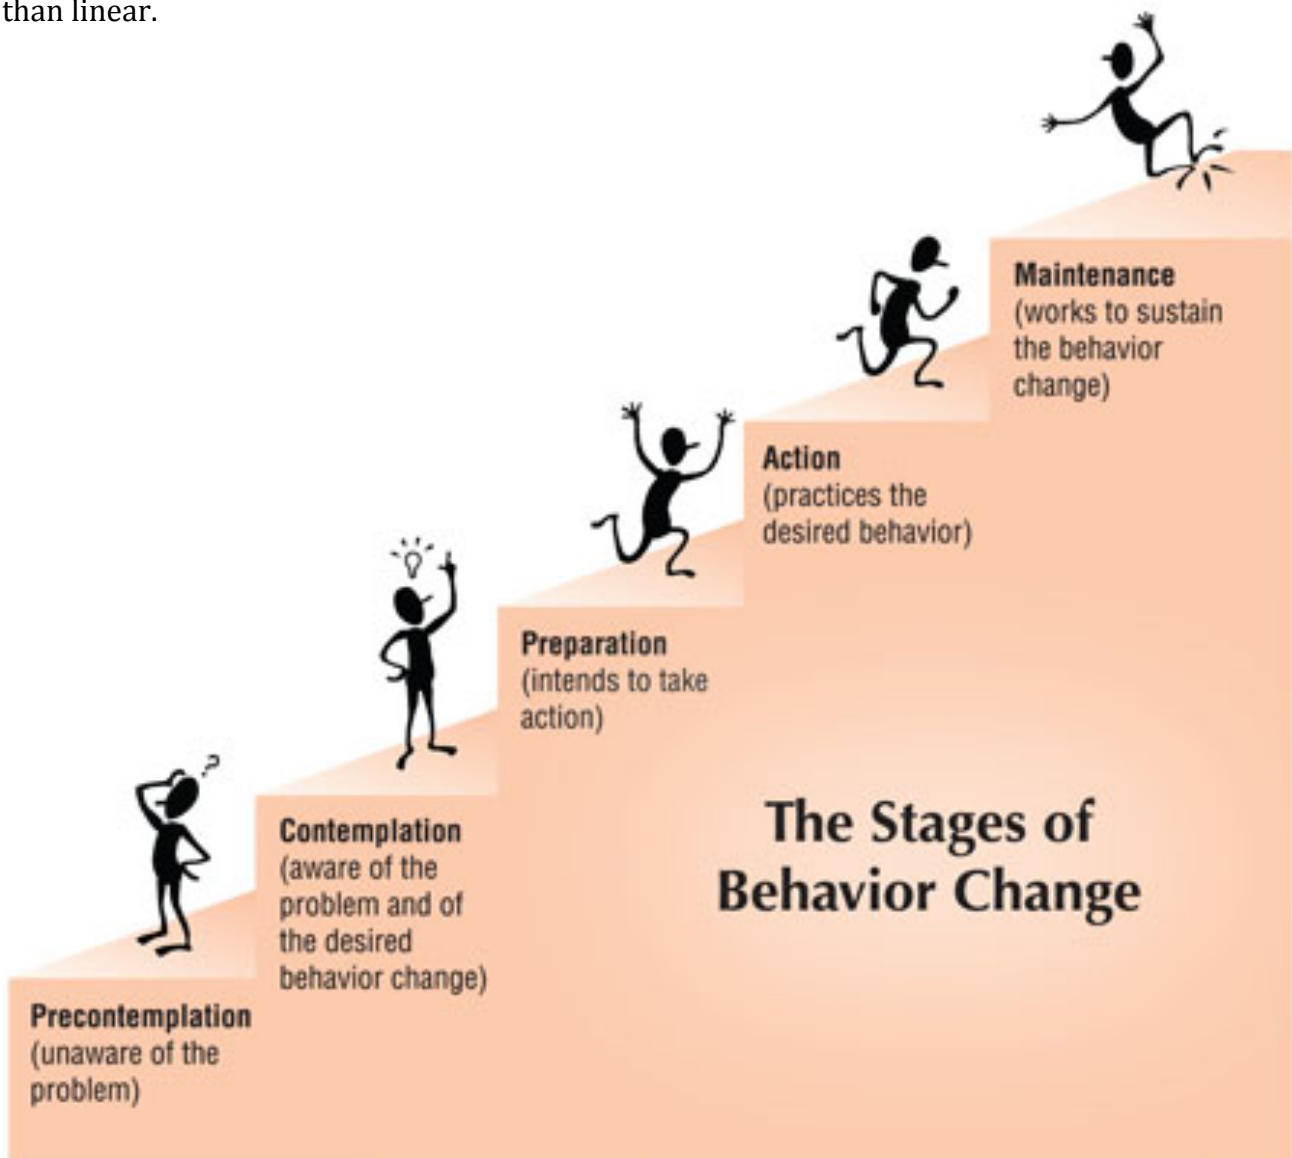 than linear.
Maintenance
(works to sustain
the behavior
change)
Action
(practices the
desired behavior)
Preparation
(intends to take
action)
The Stages of
Behavior Change
Contemplation
(aware of the
problem and of
the desired
behavior change)
Precontemplation
(unaware of the
problem)
?